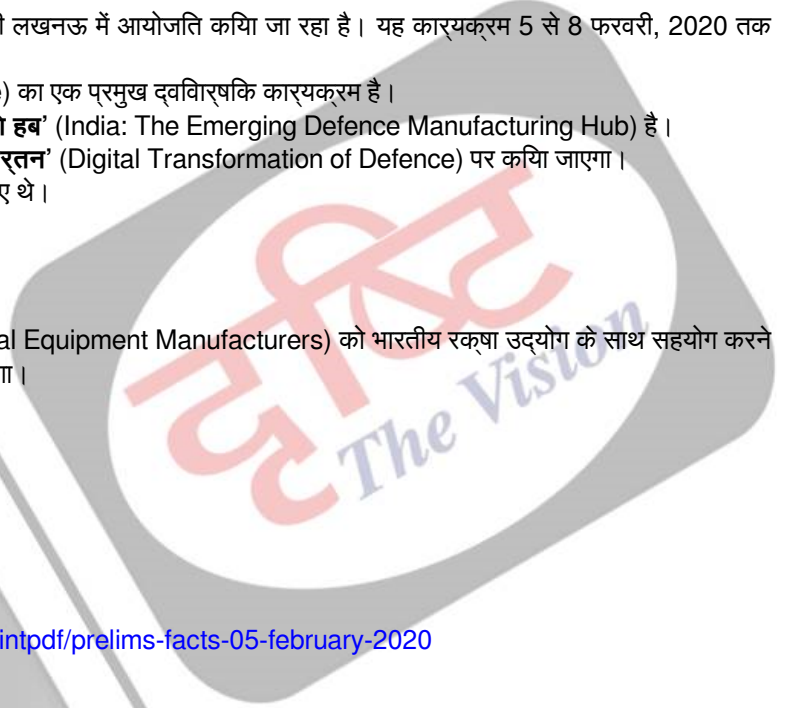 लखनऊ में आयोजित किया जा रहा है। यह कार्यक्रम 5 से 8 फरवरी, 2020 तक
का एक प्रमुख द्विवार्षिक कार्यक्रम है।
हब’ (India: The Emerging Defence Manufacturing Hub) है।
(Digital Transformation of Defence) पर किया जाएगा।
थे।
Equipment Manufacturers) को भारतीय रक्षा उद्योग के साथ सहयोग करने
दृष्टि
The Vision
intpdf/prelims-facts-05-february-2020